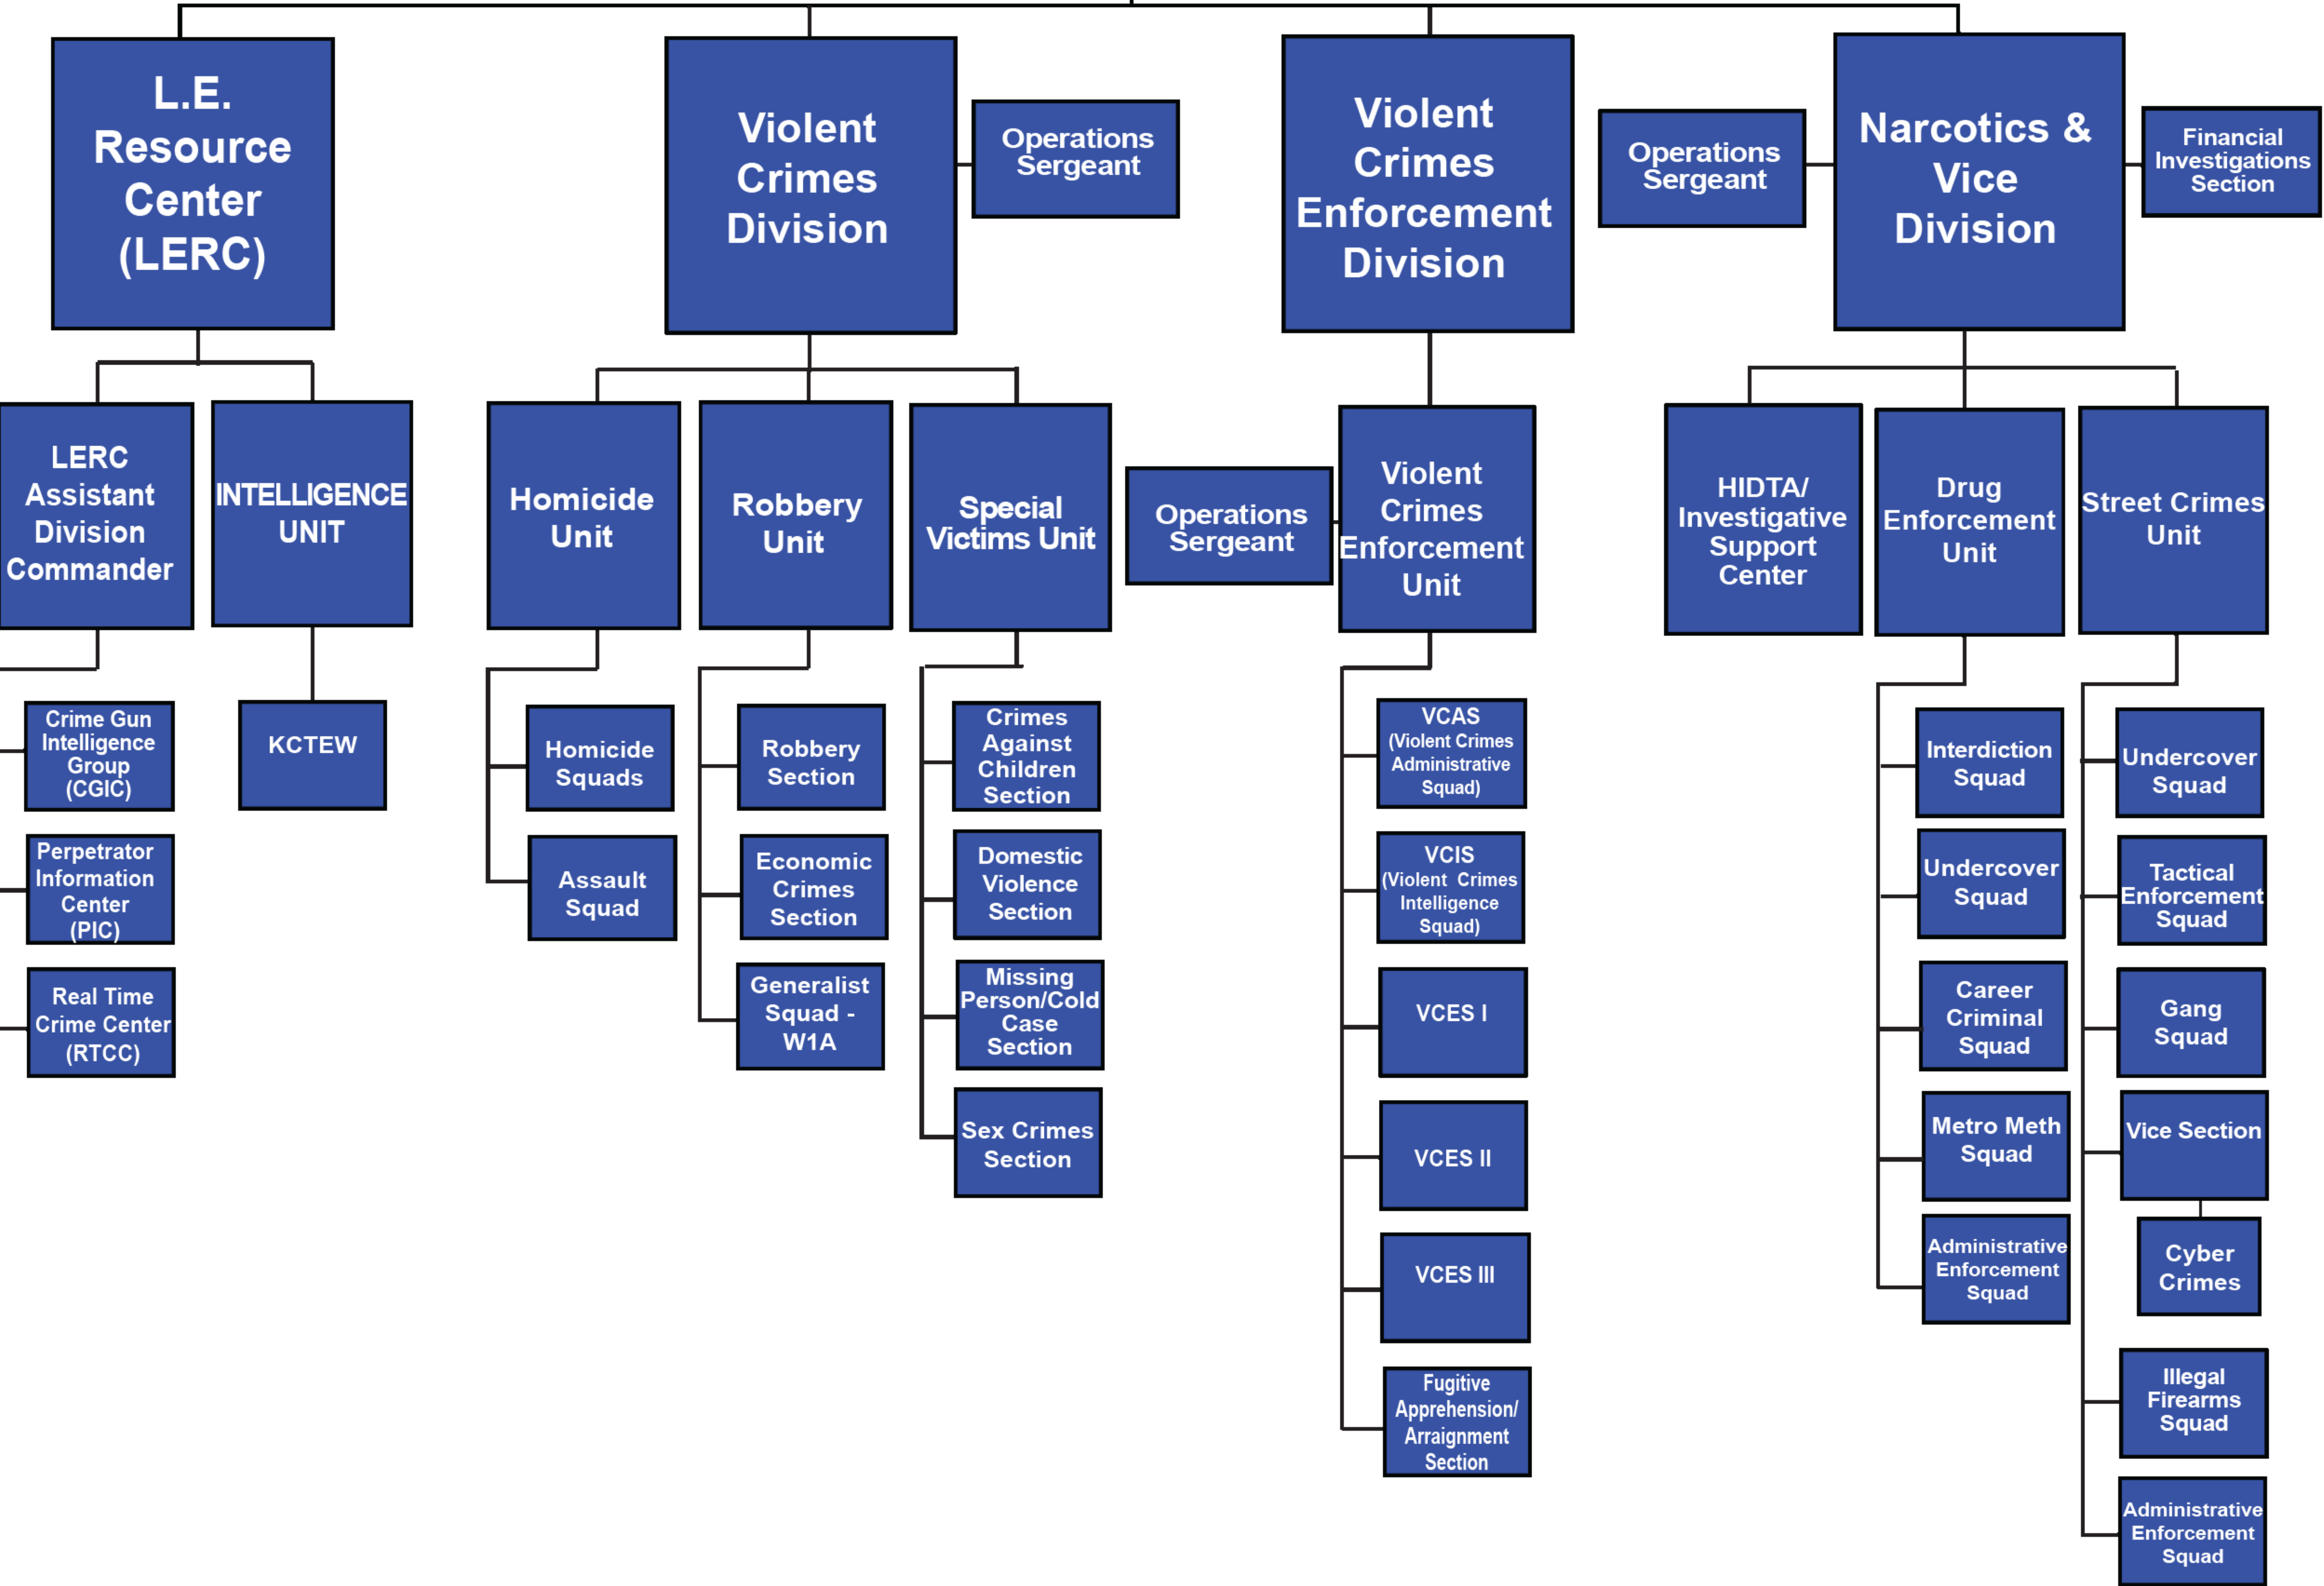 L.E.
Resource
Center
(LERC)
Violent
Crimes
Division
Operations
Sergeant
Violent
Crimes
Enforcement
Division
Operations
Sergeant
Narcotics &
Vice
Division
Financial
Investigations
Section
LERC
Assistant
Division
Commander
INTELLIGENCE
UNIT
Homicide
Unit
Robbery
Unit
Special
Victims Unit
Operations
Sergeant
Violent
Crimes
Enforcement
Unit
HIDTA/
Investigative
Support
Center
Drug
Enforcement
Unit
Street Crimes
Unit
Crime Gun
Intelligence
Group
(CGIC)
Perpetrator
Information
Center
(PIC)
Real Time
Crime Center
(RTCC)
KCTEW
Homicide
Squads
Assault
Squad
Robbery
Section
Economic
Crimes
Section
Generalist
Squad -
W1A
Crimes
Against
Children
Section
Domestic
Violence
Section
Missing
Person/Cold
Case
Section
Sex Crimes
Section
VCAS
(Violent Crimes
Administrative
Squad)
VCIS
(Violent Crimes
Intelligence
Squad)
VCES I
VCES II
VCES III
Fugitive
Apprehension/
Arraignment
Section
Interdiction
Squad
Undercover
Squad
Career
Criminal
Squad
Metro Meth
Squad
Administrative
Enforcement
Squad
Undercover
Squad
Tactical
Enforcement
Squad
Gang
Squad
Vice Section
Cyber
Crimes
Illegal
Firearms
Squad
Administrative
Enforcement
Squad